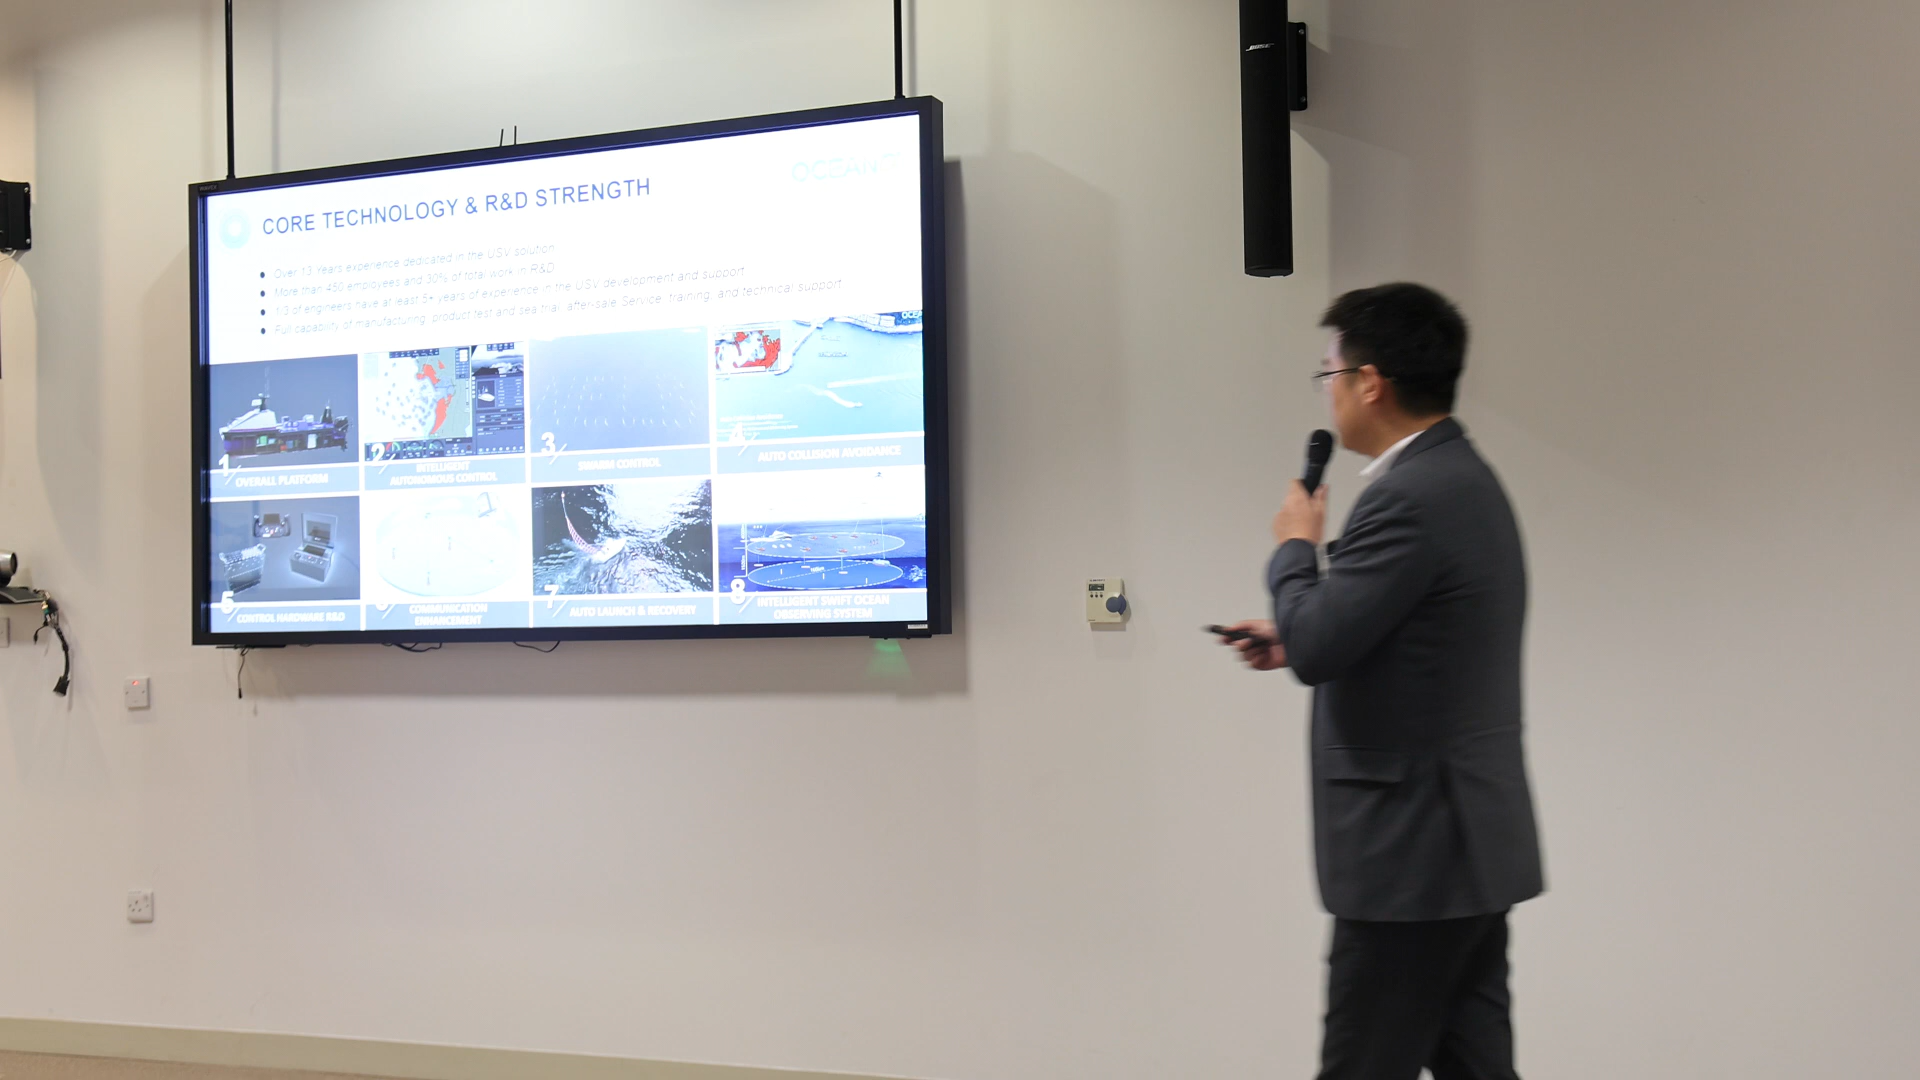 BOSE
OCEAN
CORE TECHNOLOGY & R&D STRENGTH
● Over 13 Years experience dedicated in the USV solution
● More than 450 employees and 30% of total work in R&D
● 1/3 of engineers have at least 5+ years of experience in the USV development and support
● Full capability of manufacturing, product test and sea trial, after-sale Service, training, and technical support
1/ OVERALL PLATFORM
2/ INTELLIGENT
AUTONOMOUS CONTROL
3/ SWARM CONTROL
4/ AUTO COLLISION AVOIDANCE
5/ CONTROL HARDWARE R&D
6/ COMMUNICATION
ENHANCEMENT
7/ AUTO LAUNCH & RECOVERY
8/ INTELLIGENT SWIFT OCEAN
OBSERVING SYSTEM